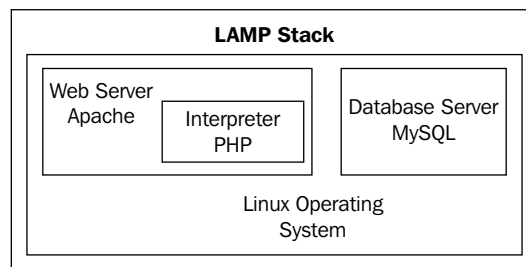 LAMP Stack
Web Server
Apache
Interpreter
PHP
Database Server
MySQL
Linux Operating
System